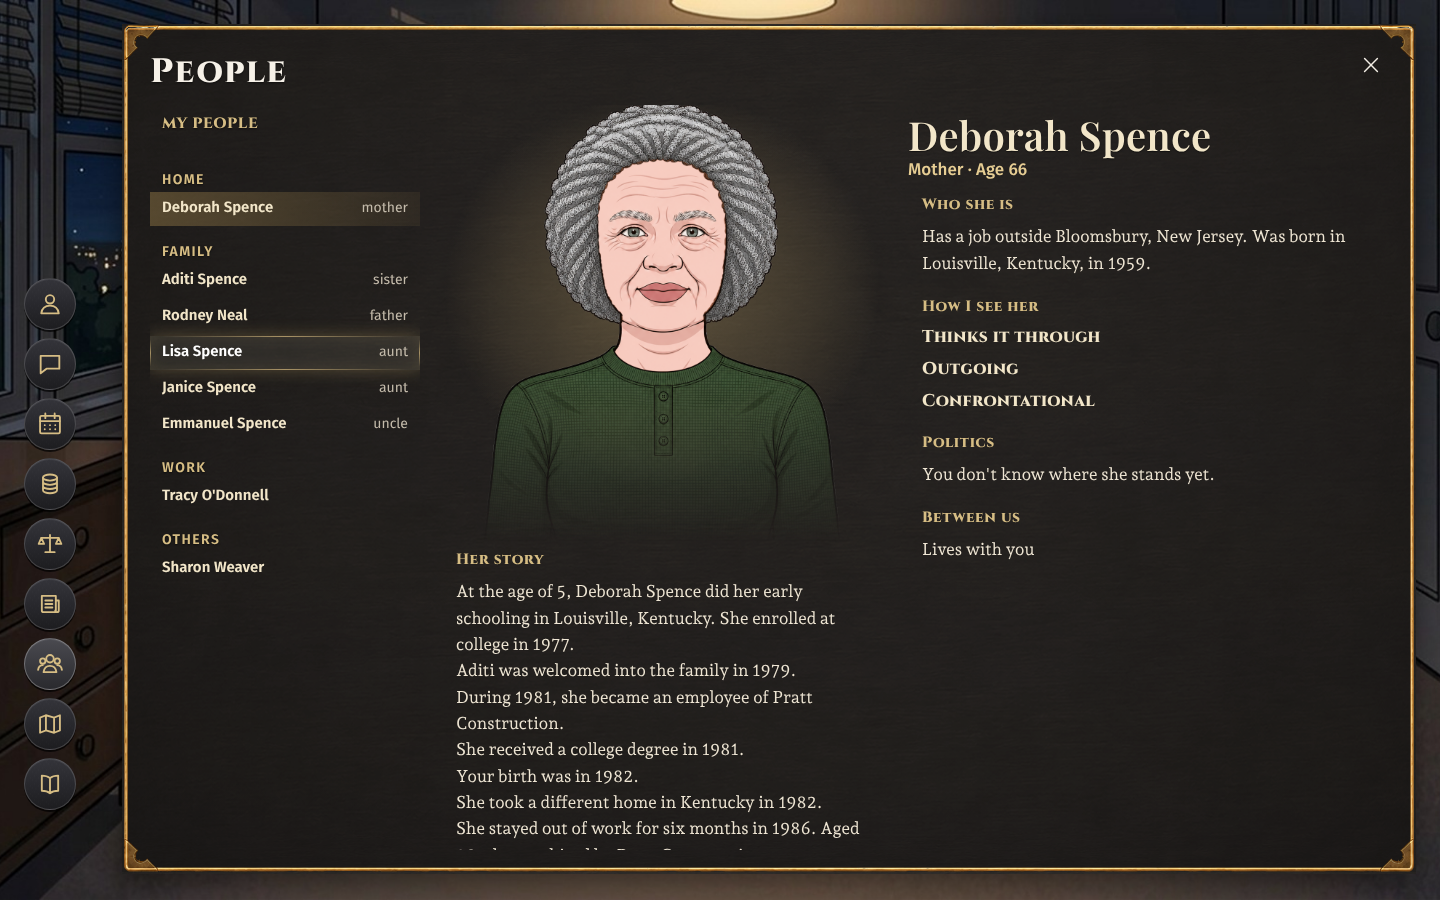 PEOPLE
MY PEOPLE
HOME
Deborah Spence mother
FAMILY
Aditi Spence sister
Rodney Neal father
Lisa Spence aunt
Janice Spence aunt
Emmanuel Spence uncle
WORK
Tracy O'Donnell
OTHERS
Sharon Weaver
HER STORY
At the age of 5, Deborah Spence did her early
schooling in Louisville, Kentucky. She enrolled at
college in 1977.
Aditi was welcomed into the family in 1979.
During 1981, she became an employee of Pratt
Construction.
She received a college degree in 1981.
Your birth was in 1982.
She took a different home in Kentucky in 1982.
She stayed out of work for six months in 1986. Aged
Deborah Spence
Mother · Age 66
WHO SHE IS
Has a job outside Bloomsbury, New Jersey. Was born in
Louisville, Kentucky, in 1959.
HOW I SEE HER
THINKS IT THROUGH
OUTGOING
CONFRONTATIONAL
POLITICS
You don't know where she stands yet.
BETWEEN US
Lives with you